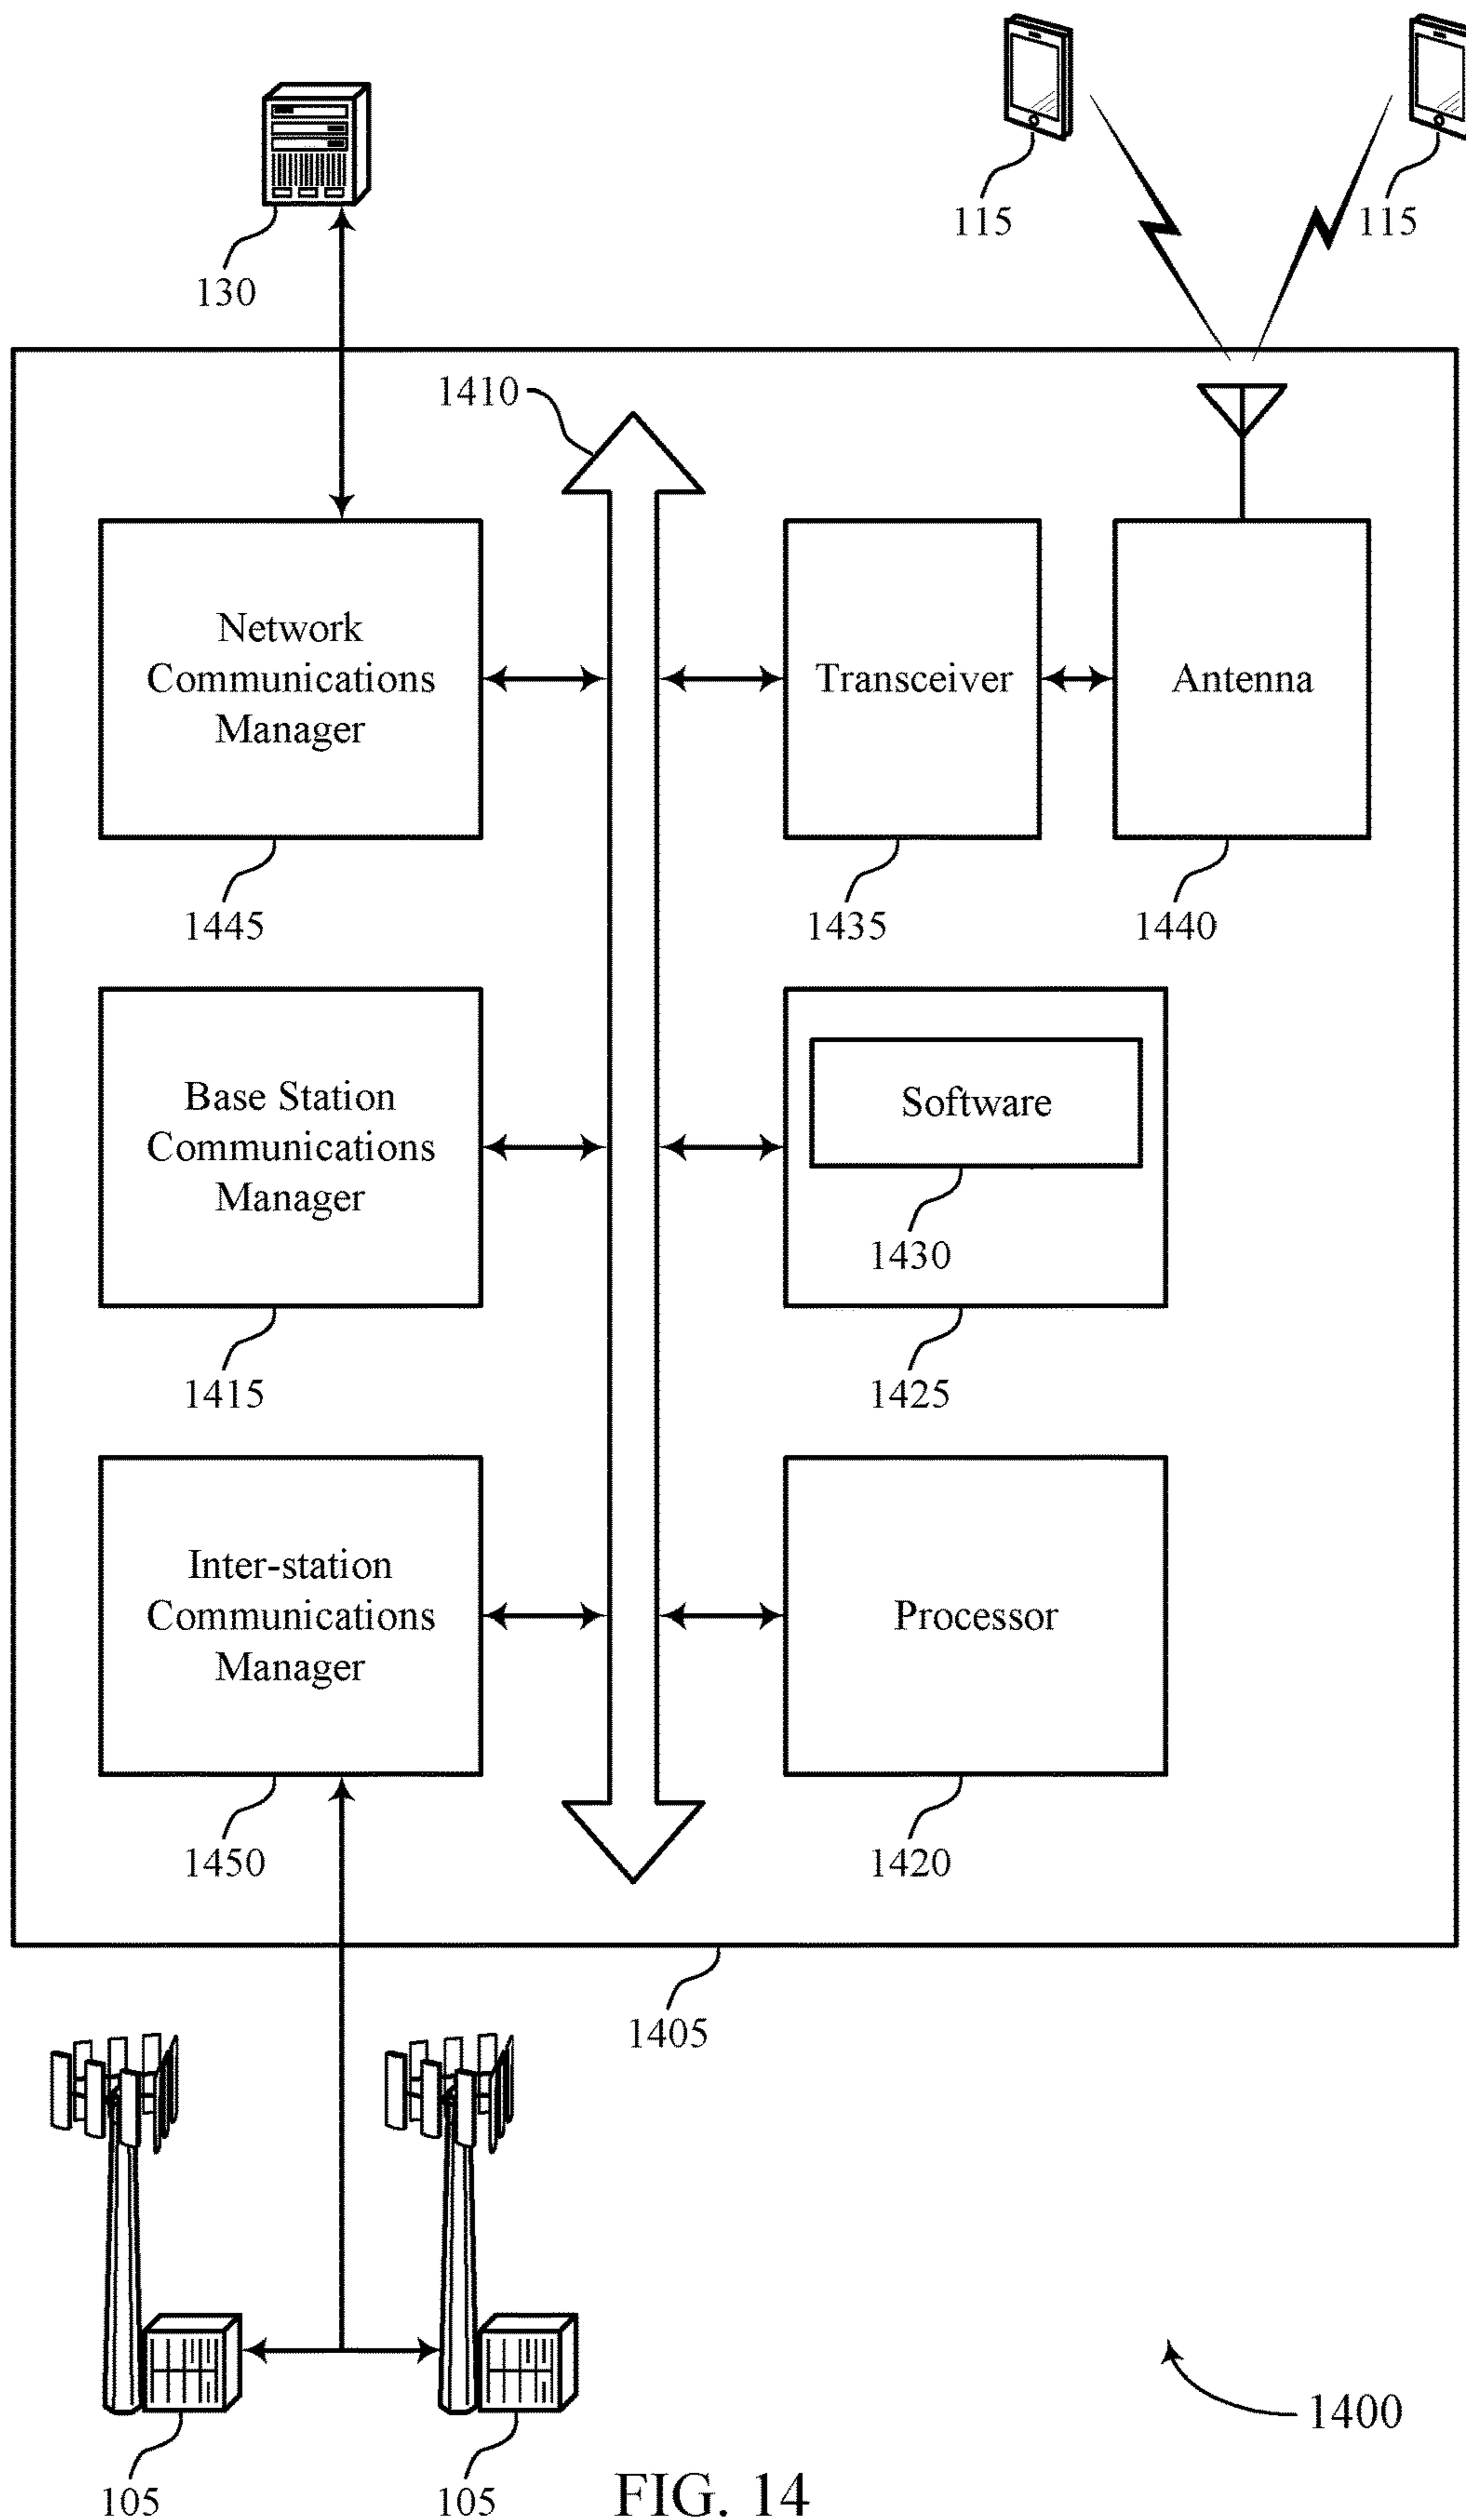 115
115
130
1410
Network
Communications
Manager
Transceiver
Antenna
1445
1435
1440
Base Station
Communications
Manager
Software
1430
1415
1425
Inter-station
Communications
Manager
Processor
1450
1420
1405
1400
105
105
FIG. 14